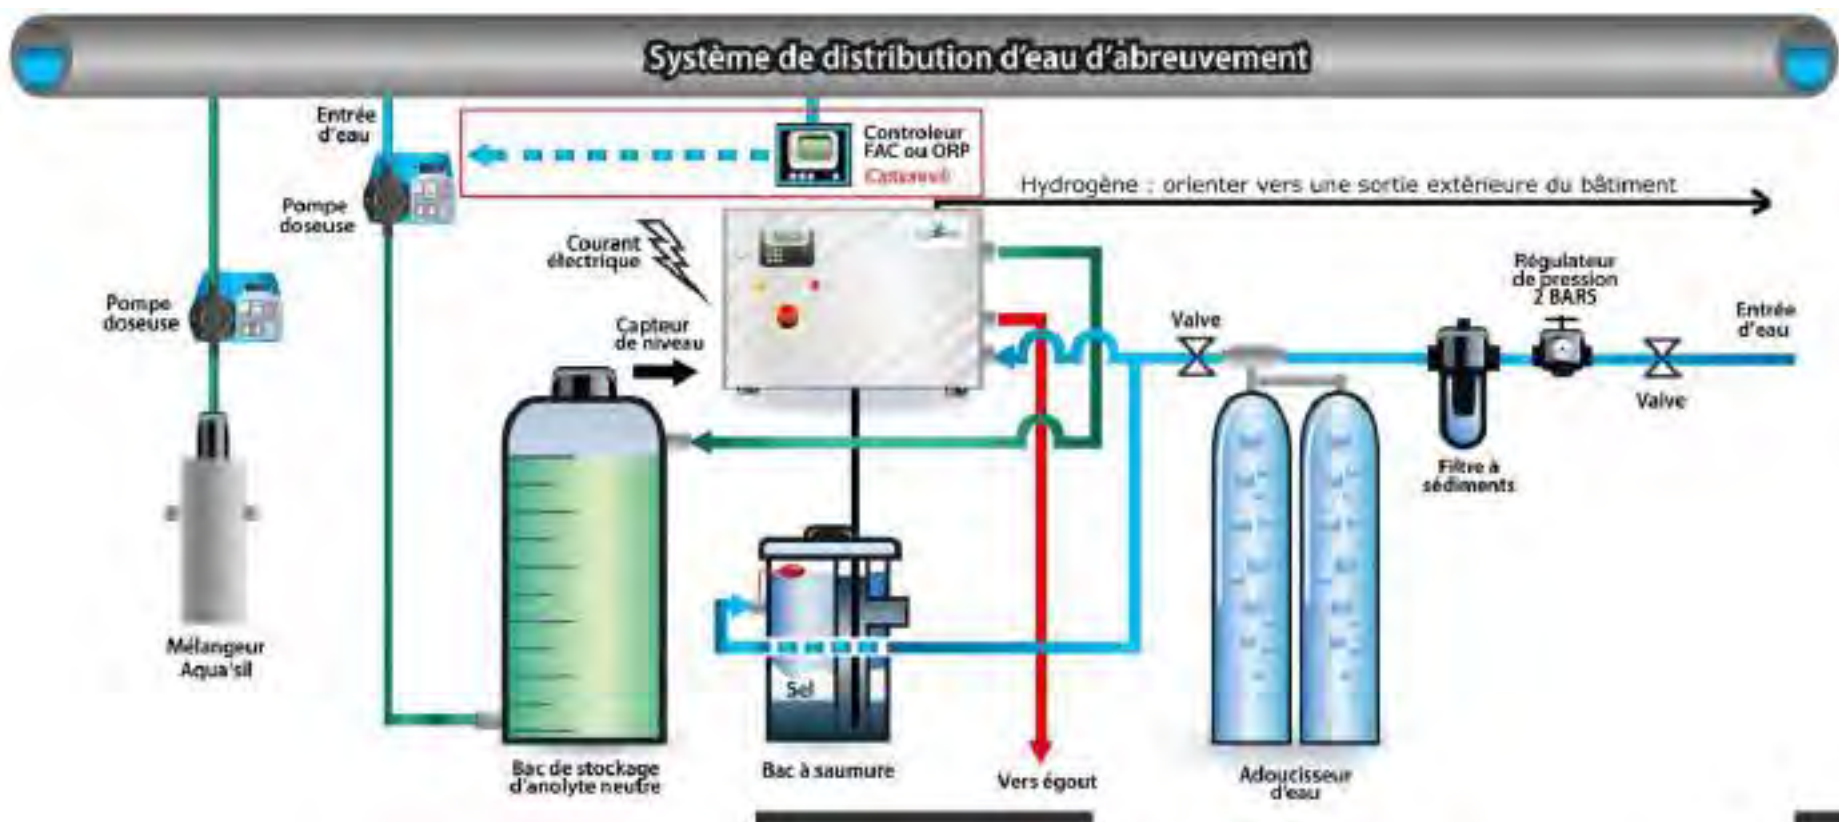 Système de distribution d'eau d'abreuvement
Entrée
d'eau
Controleur
FAC ou ORP
(Optionnel)
Hydrogène : orienter vers une sortie extérieure du bâtiment
Pompe
doseuse
Courant
électrique
Régulateur
de pression
2 BARS
Pompe
doseuse
Capteur
de niveau
Valve
Entrée
d'eau
Valve
Filtre à
sédiments
Mélangeur
Aqua'sil
Sel
Bac de stockage
d'anolyte neutre
Bac à saumure
Vers égout
Adoucisseur
d'eau